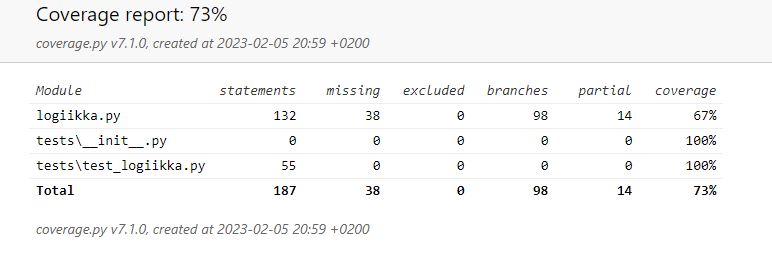 Coverage report: 73%
coverage.py v7.1.0, created at 2023-02-05 20:59 +0200
Module statements missing excluded branches partial coverage
logiikka.py 132 38 0 98 14 67%
tests\__init__.py 0 0 0 0 0 100%
tests\test_logiikka.py 55 0 0 0 0 100%
Total 187 38 0 98 14 73%
coverage.py v7.1.0, created at 2023-02-05 20:59 +0200